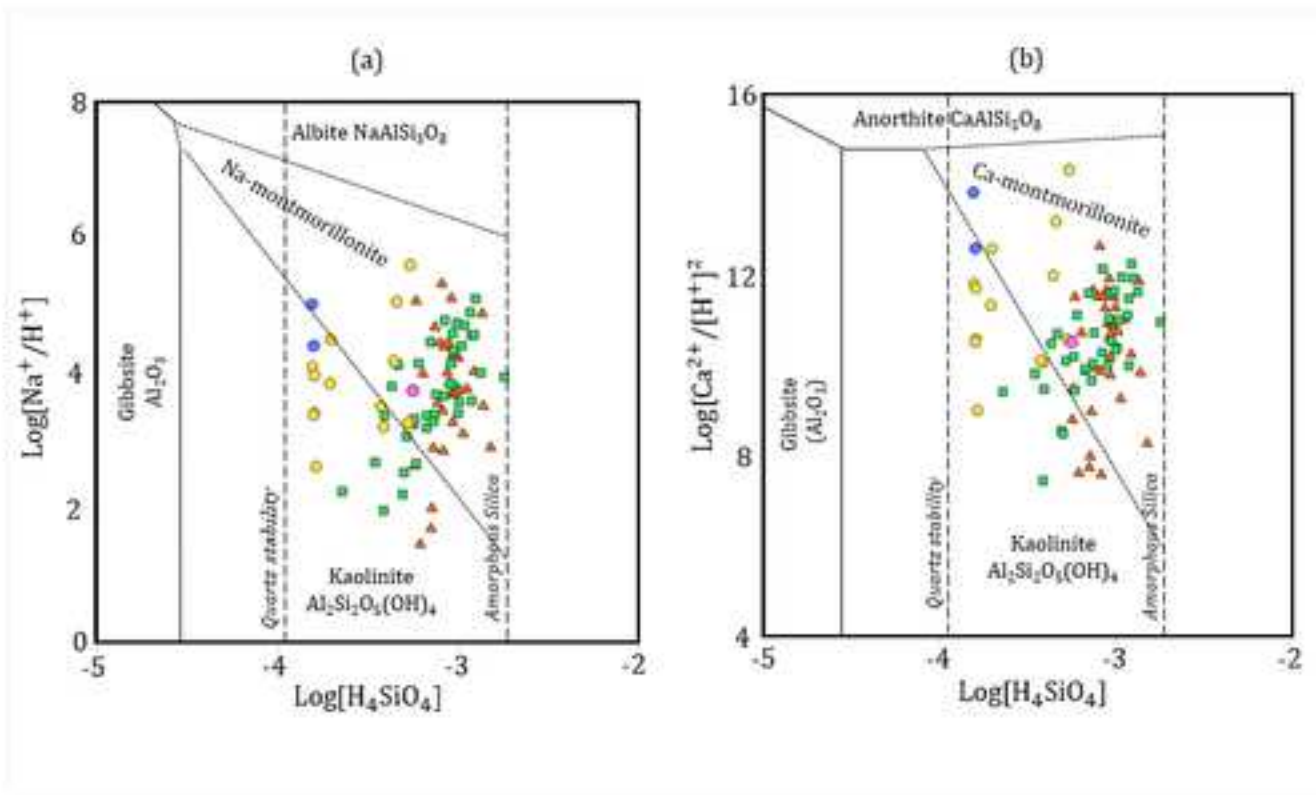 (a)
8
6
4
2
0
-5
-4
-3
-2
Log[Na⁺/H⁺]
Log[H₄SiO₄]
Albite NaAlSi₃O₈
Na-montmorillonite
Gibbsite
Al₂O₃
Quartz stability
Amorphous Silica
Kaolinite
Al₂Si₂O₅(OH)₄
(b)
16
12
8
4
-5
-4
-3
-2
Log[Ca²⁺/[H⁺]²
Log[H₄SiO₄]
Anorthite CaAlSi₂O₈
Ca-montmorillonite
Gibbsite
(Al₂O₃)
Quartz stability
Amorphous Silica
Kaolinite
Al₂Si₂O₅(OH)₄